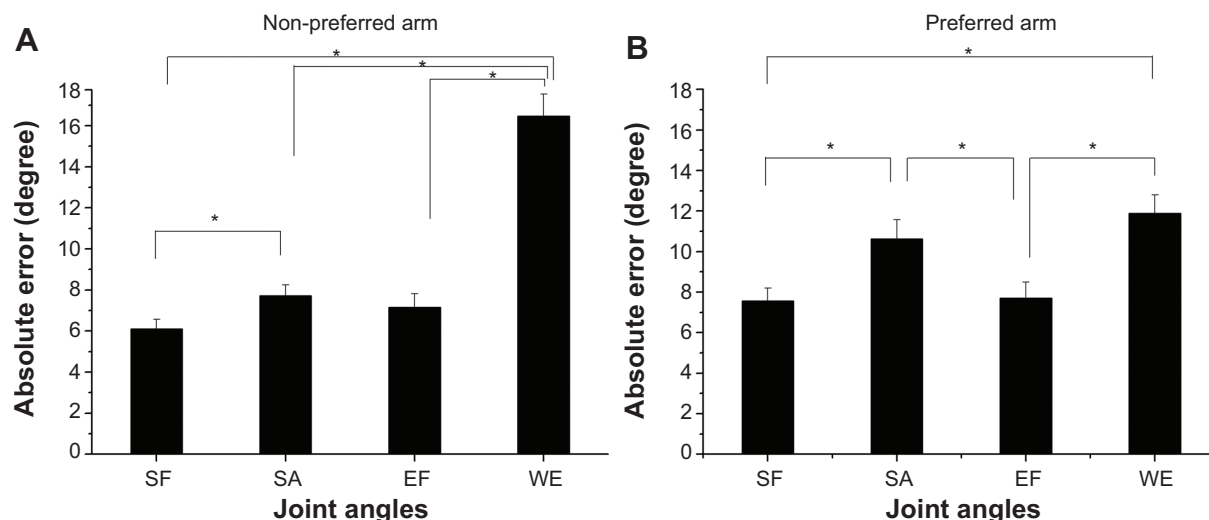 A
Non-preferred arm
*
*
*
*
Absolute error (degree)
18
16
14
12
10
8
6
4
2
0
SF SA EF WE
Joint angles
B
Preferred arm
*
*
*
*
Absolute error (degree)
18
16
14
12
10
8
6
4
2
0
SF SA EF WE
Joint angles